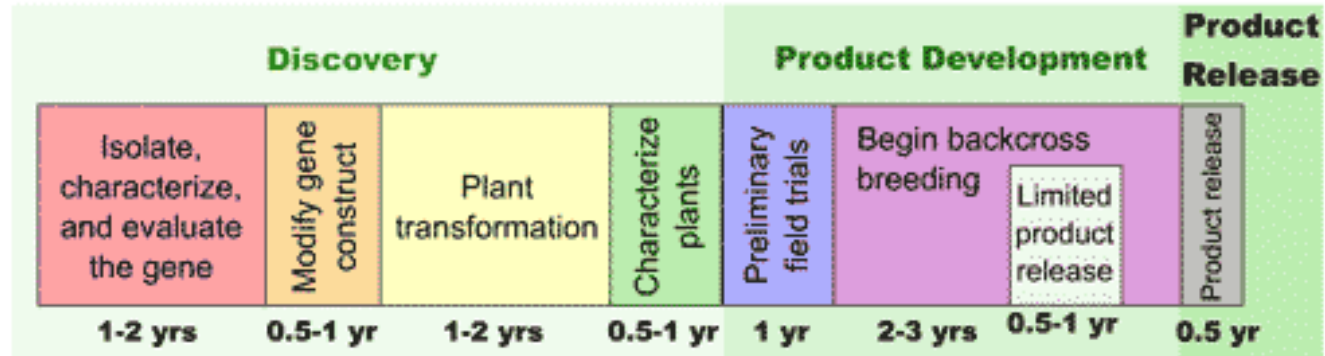 Discovery
Product Development
Product
Release
Isolate,
characterize,
and evaluate
the gene
Modify gene
construct
Plant
transformation
Characterize
plants
Preliminary
field trials
Begin backcross
breeding
Limited
product
release
Product release
1-2 yrs
0.5-1 yr
1-2 yrs
0.5-1 yr
1 yr
2-3 yrs
0.5-1 yr
0.5 yr